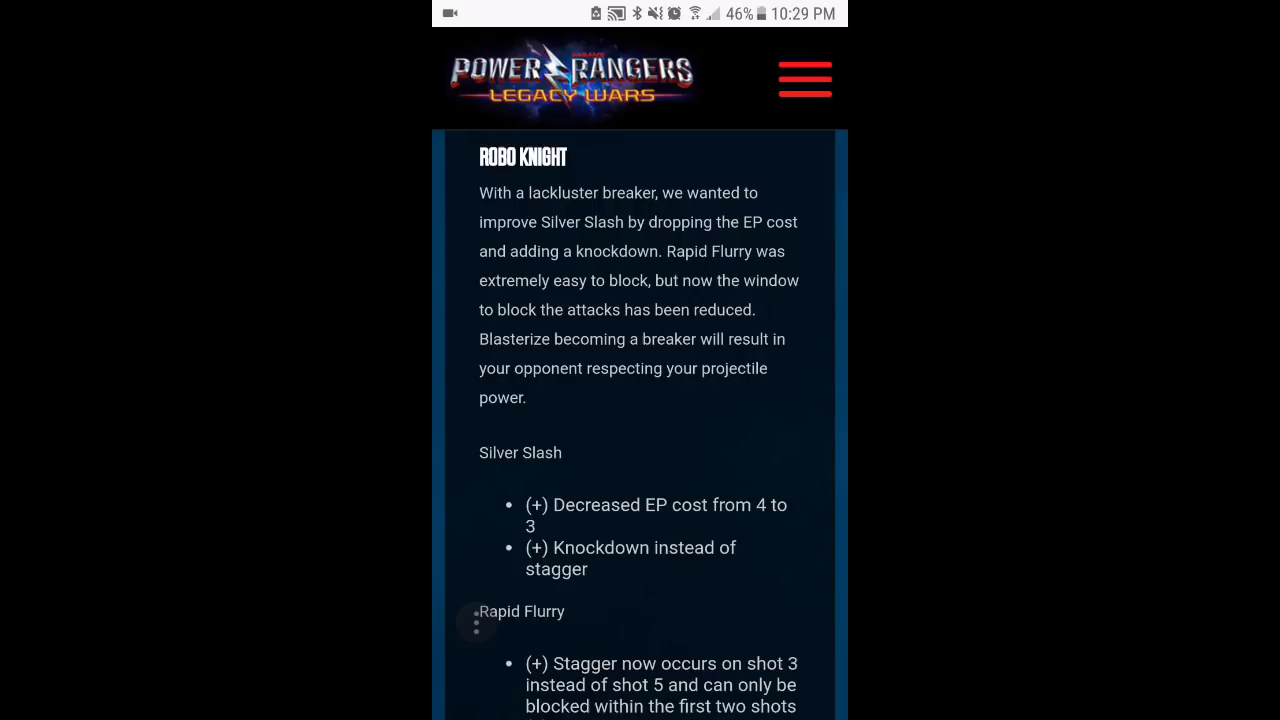 46% 10:29 PM
POWER RANGERS
LEGACY WARS
ROBO KNIGHT
With a lackluster breaker, we wanted to
improve Silver Slash by dropping the EP cost
and adding a knockdown. Rapid Flurry was
extremely easy to block, but now the window
to block the attacks has been reduced.
Blasterize becoming a breaker will result in
your opponent respecting your projectile
power.
Silver Slash
• (+) Decreased EP cost from 4 to
3
• (+) Knockdown instead of
stagger
Rapid Flurry
• (+) Stagger now occurs on shot 3
instead of shot 5 and can only be
blocked within the first two shots